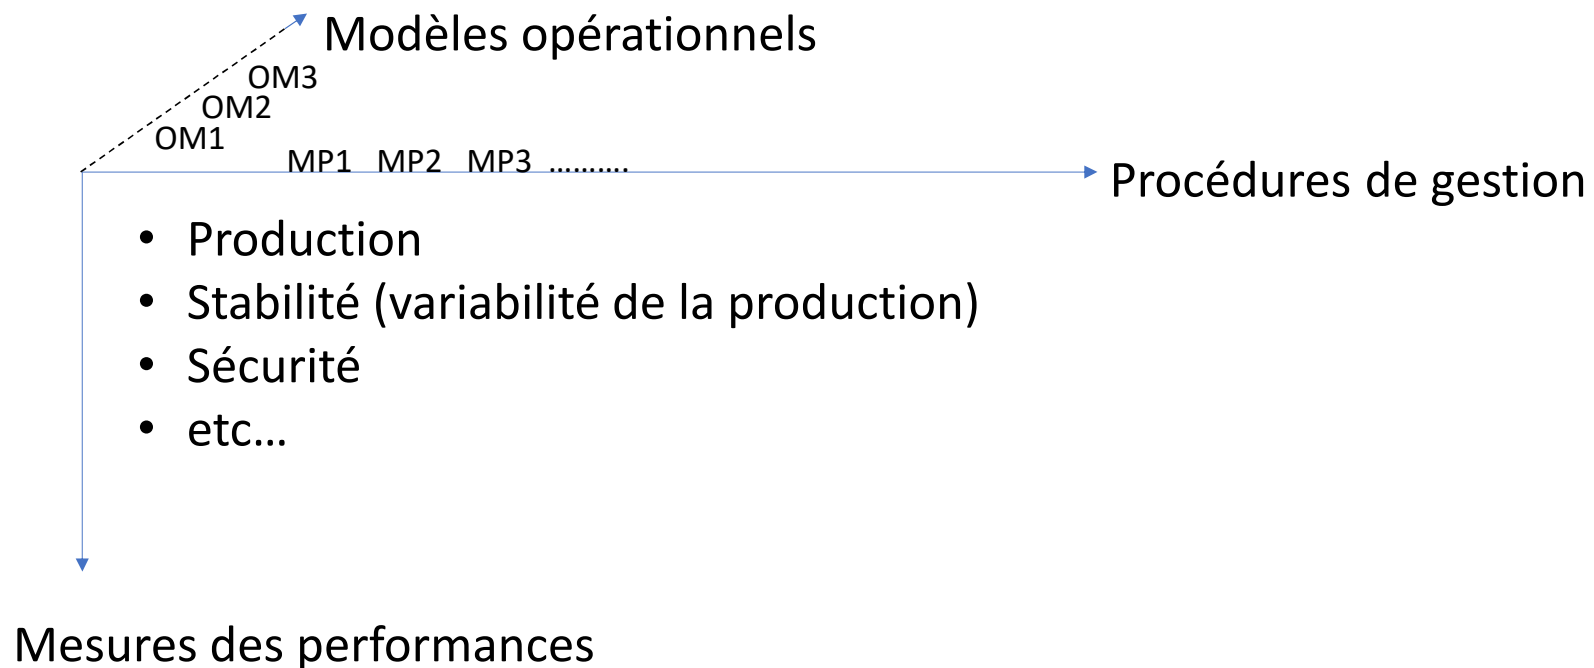 Modèles opérationnels
OM3
OM2
OM1
MP1 MP2 MP3 ……….
Procédures de gestion
• Production
• Stabilité (variabilité de la production)
• Sécurité
• etc…
Mesures des performances